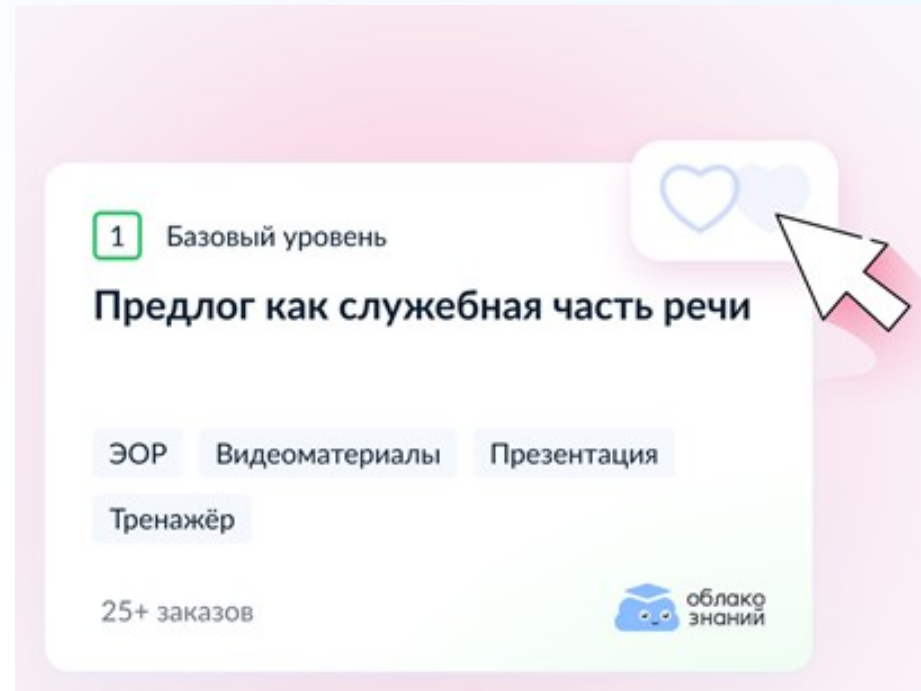 1 Базовый уровень
Предлог как служебная часть речи
ЭОР Видеоматериалы Презентация
Тренажёр
25+ заказов
облако
знаний